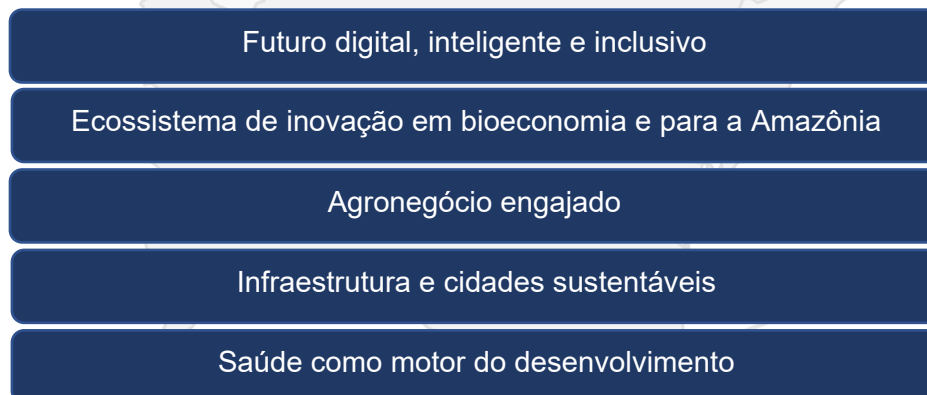 Futuro digital, inteligente e inclusivo
Ecossistema de inovação em bioeconomia e para a Amazônia
Agronegócio engajado
Infraestrutura e cidades sustentáveis
Saúde como motor do desenvolvimento